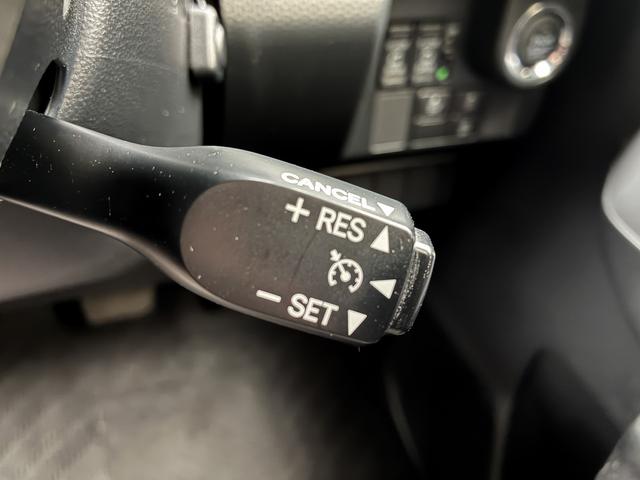 CANCEL▼
+ RES ▲
◀
− SET ▼